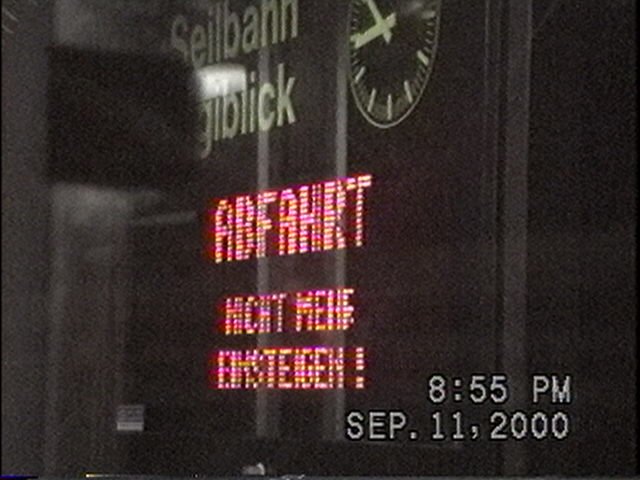 Seilbahn
giblick
ABFAHRT
NICHT MEHR
EINSTEIGEN !
8:55 PM
SEP. 11, 2000